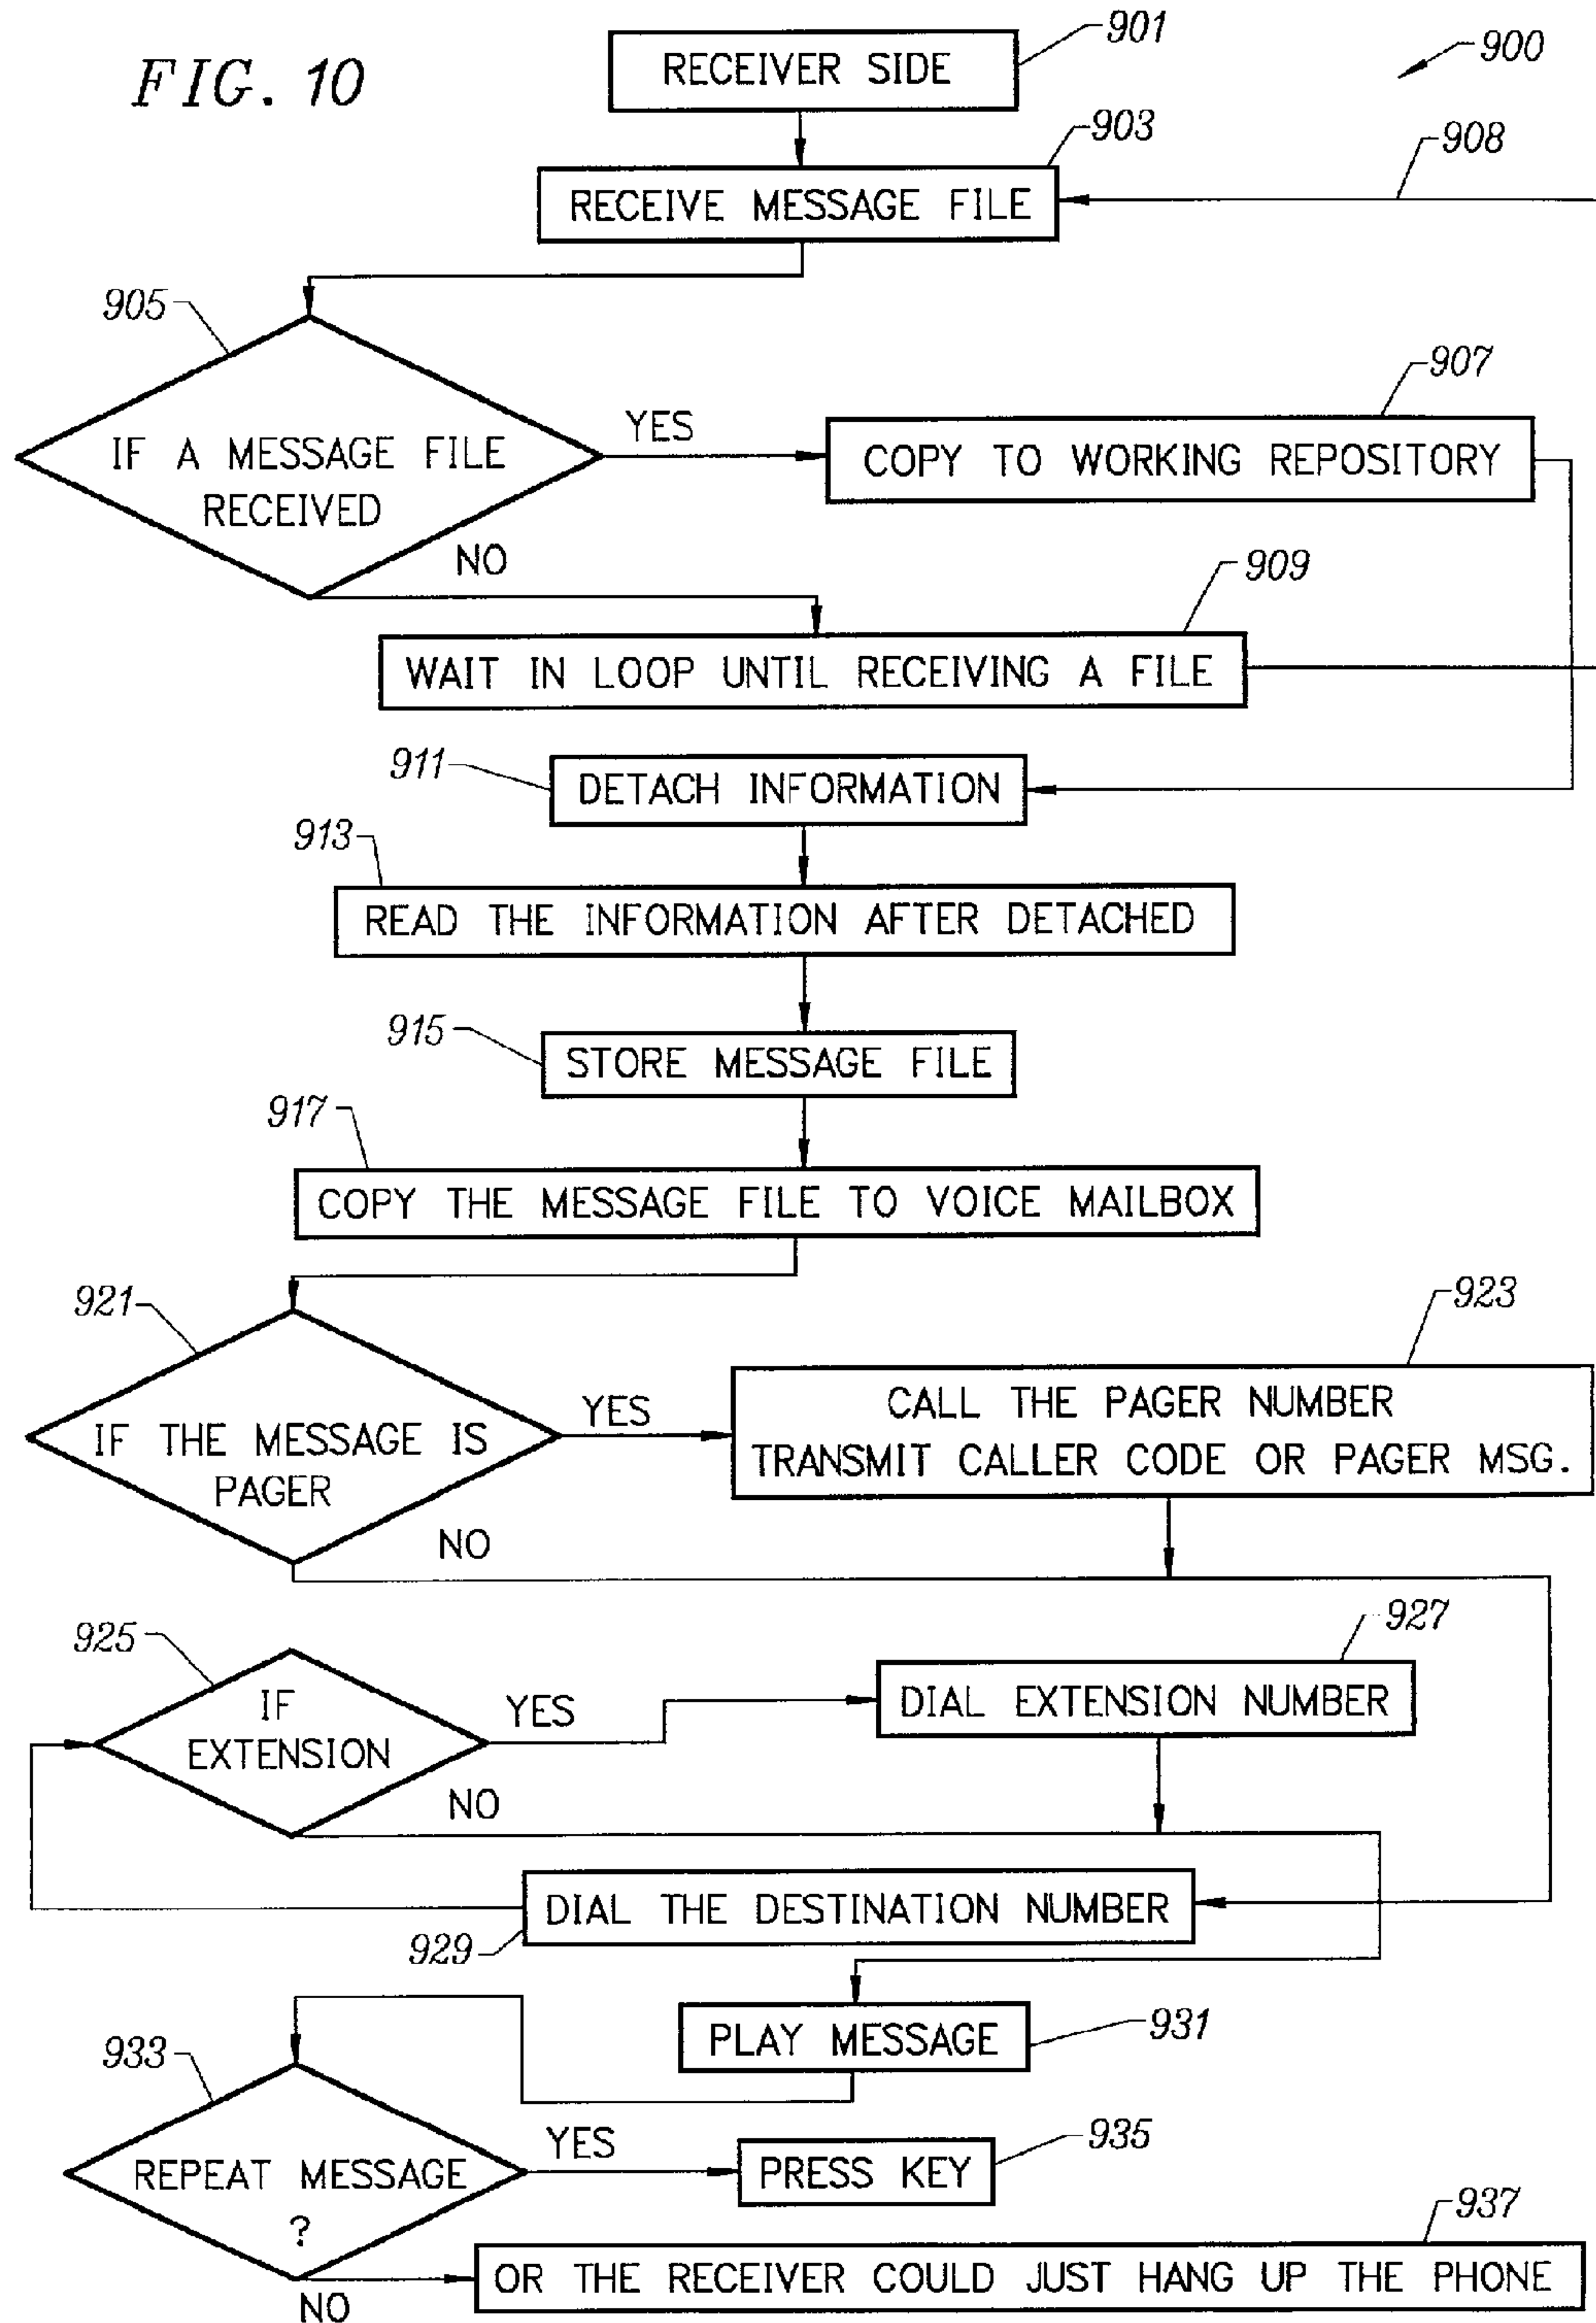 FIG. 10
901
900
RECEIVER SIDE
903
908
RECEIVE MESSAGE FILE
905
907
IF A MESSAGE FILE
RECEIVED
YES
COPY TO WORKING REPOSITORY
NO
909
WAIT IN LOOP UNTIL RECEIVING A FILE
911
DETACH INFORMATION
913
READ THE INFORMATION AFTER DETACHED
915
STORE MESSAGE FILE
917
COPY THE MESSAGE FILE TO VOICE MAILBOX
921
923
IF THE MESSAGE IS
PAGER
YES
CALL THE PAGER NUMBER
TRANSMIT CALLER CODE OR PAGER MSG.
NO
925
927
IF
EXTENSION
YES
DIAL EXTENSION NUMBER
NO
DIAL THE DESTINATION NUMBER
929
PLAY MESSAGE
931
933
REPEAT MESSAGE
?
YES
PRESS KEY
935
937
NO
OR THE RECEIVER COULD JUST HANG UP THE PHONE